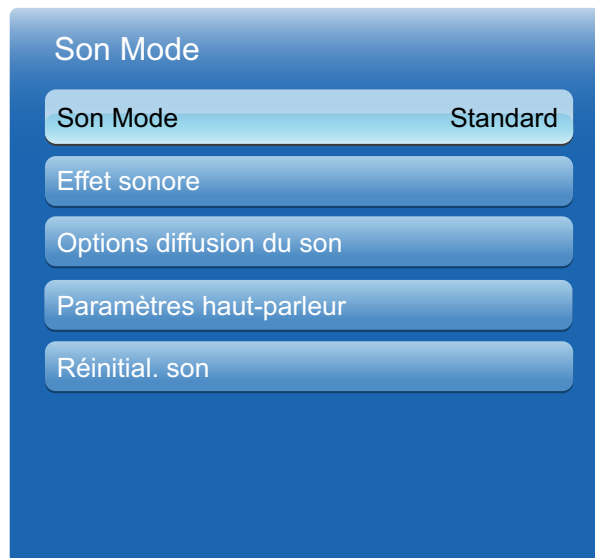 Son Mode
Son Mode Standard
Effet sonore
Options diffusion du son
Paramètres haut-parleur
Réinitial. son